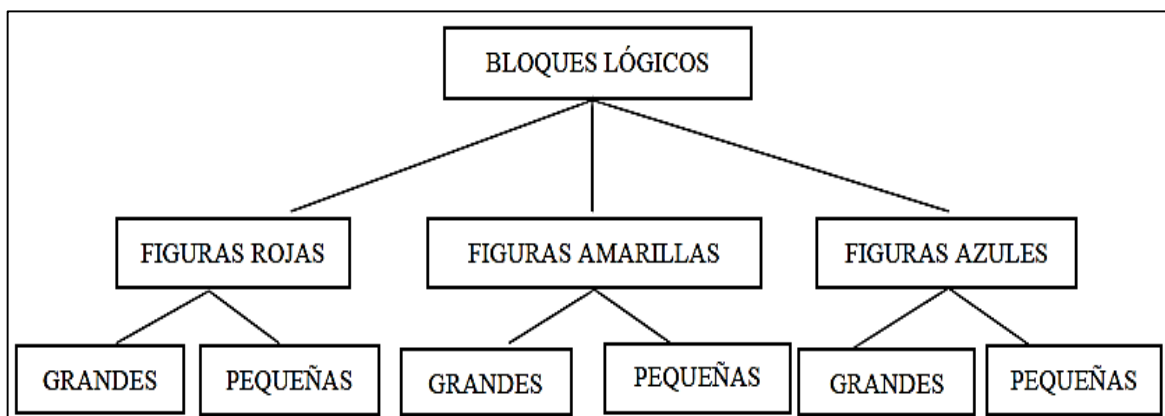 BLOQUES LÓGICOS
FIGURAS ROJAS
FIGURAS AMARILLAS
FIGURAS AZULES
GRANDES
PEQUEÑAS
GRANDES
PEQUEÑAS
GRANDES
PEQUEÑAS